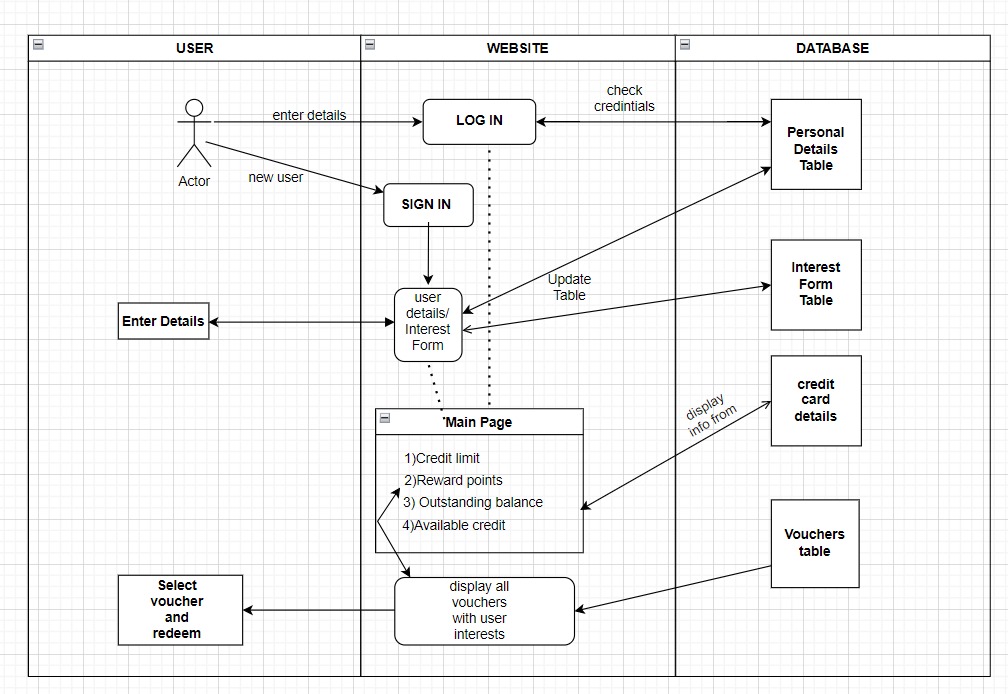 USER
WEBSITE
DATABASE
enter details
LOG IN
check
credintials
Personal
Details
Table
Actor
new user
SIGN IN
Interest
Form
Table
Update
Table
Enter Details
user
details/
Interest
Form
credit
card
details
display
info from
Main Page
1)Credit limit
2)Reward points
3) Outstanding balance
4)Available credit
Vouchers
table
Select
voucher
and
redeem
display all
vouchers
with user
interests